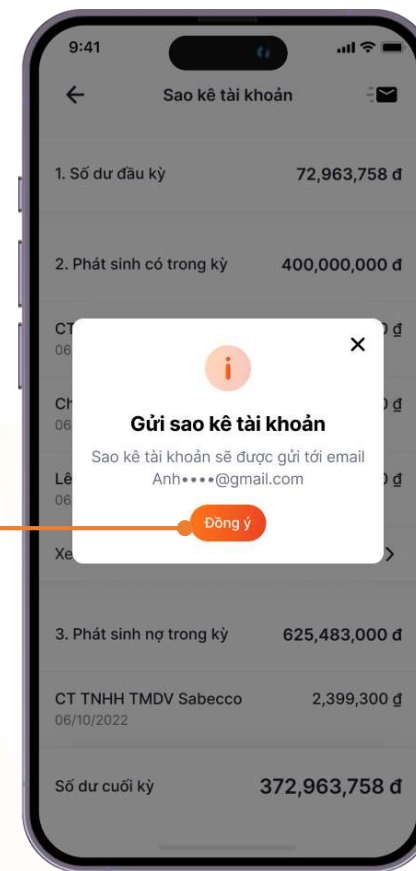 9:41
Sao kê tài khoản
1. Số dư đầu kỳ 72,963,758 đ
2. Phát sinh có trong kỳ 400,000,000 đ
CT
06
Gửi sao kê tài khoản
Sao kê tài khoản sẽ được gửi tới email
Anh••••@gmail.com
Đồng ý
3. Phát sinh nợ trong kỳ 625,483,000 đ
CT TNHH TMDV Sabecco 2,399,300 đ
06/10/2022
Số dư cuối kỳ 372,963,758 đ